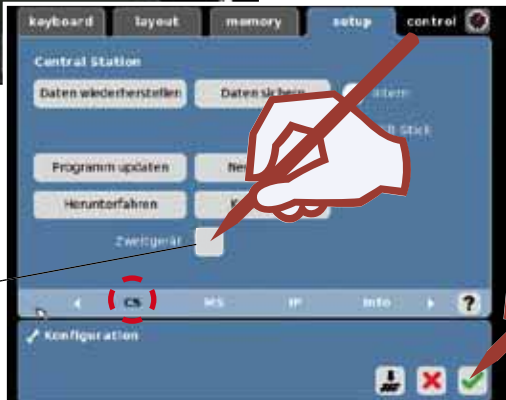 keyboard layout memory setup control
Central Station
Daten wiederherstellen Daten sichern
Stick
Programm updaten
Herunterfahren
Zweitgerät
CS MS IP Info ?
Konfiguration